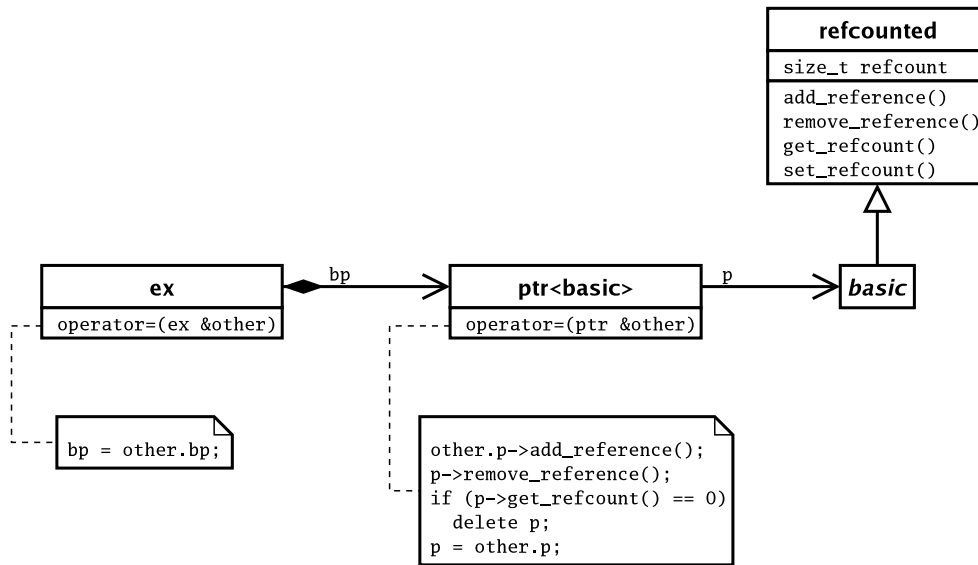 refcounted
size_t refcount
add_reference()
remove_reference()
get_refcount()
set_refcount()
ex
operator=(ex &other)
bp
ptr<basic>
operator=(ptr &other)
p
basic
bp = other.bp;
other.p->add_reference();
p->remove_reference();
if (p->get_refcount() == 0)
  delete p;
p = other.p;